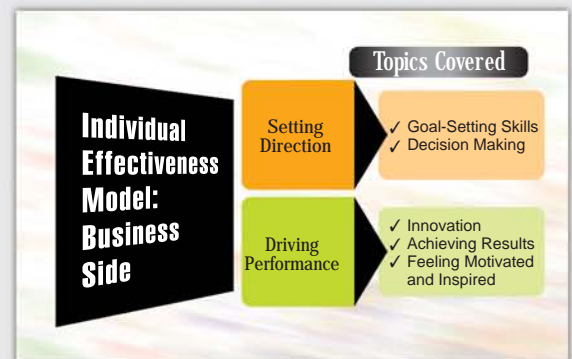 Topics Covered
Individual
Effectiveness
Model:
Business
Side
Setting
Direction
✓ Goal-Setting Skills
✓ Decision Making
Driving
Performance
✓ Innovation
✓ Achieving Results
✓ Feeling Motivated
and Inspired